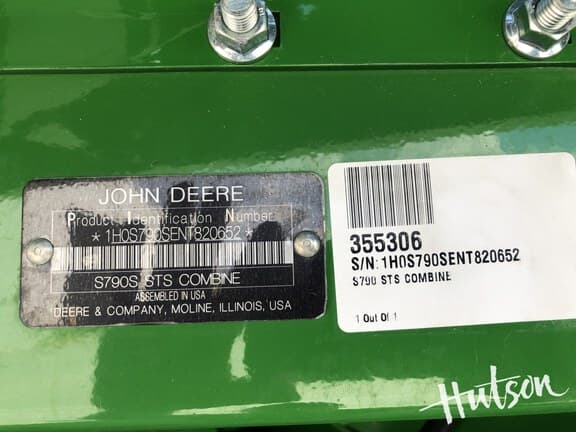 JOHN DEERE
Product Identification Number
* 1H0S790SENT820652 *
S790S STS COMBINE
ASSEMBLED IN USA
DEERE & COMPANY, MOLINE, ILLINOIS, USA
355306
S/N: 1H0S790SENT820652
S790 STS COMBINE
1 Out Of 1
Hutson